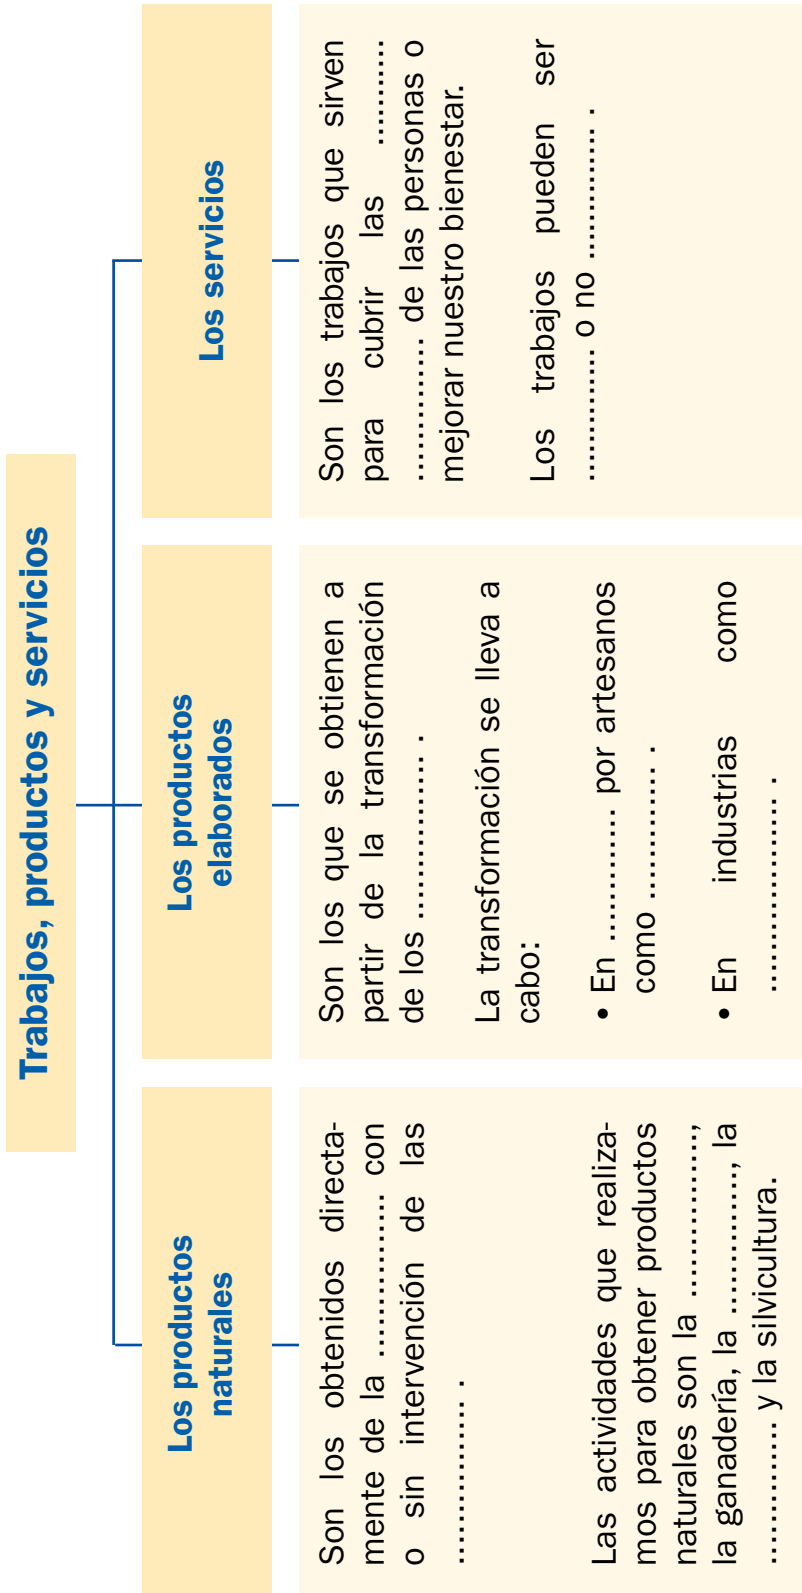 Trabajos, productos y servicios
Los productos
naturales
Son los obtenidos directa-
mente de la ................ con
o sin intervención de las
................ .
Las actividades que realiza-
mos para obtener productos
naturales son la ................,
la ganadería, la ..............., la
............... y la silvicultura.
Los productos
elaborados
Son los que se obtienen a
partir de la transformación
de los ................. .
La transformación se lleva a
cabo:
• En .............. por artesanos
como .............. .
• En industrias como
..................... .
Los servicios
Son los trabajos que sirven
para cubrir las ...........
.............. de las personas o
mejorar nuestro bienestar.
Los trabajos pueden ser
............... o no ............... .